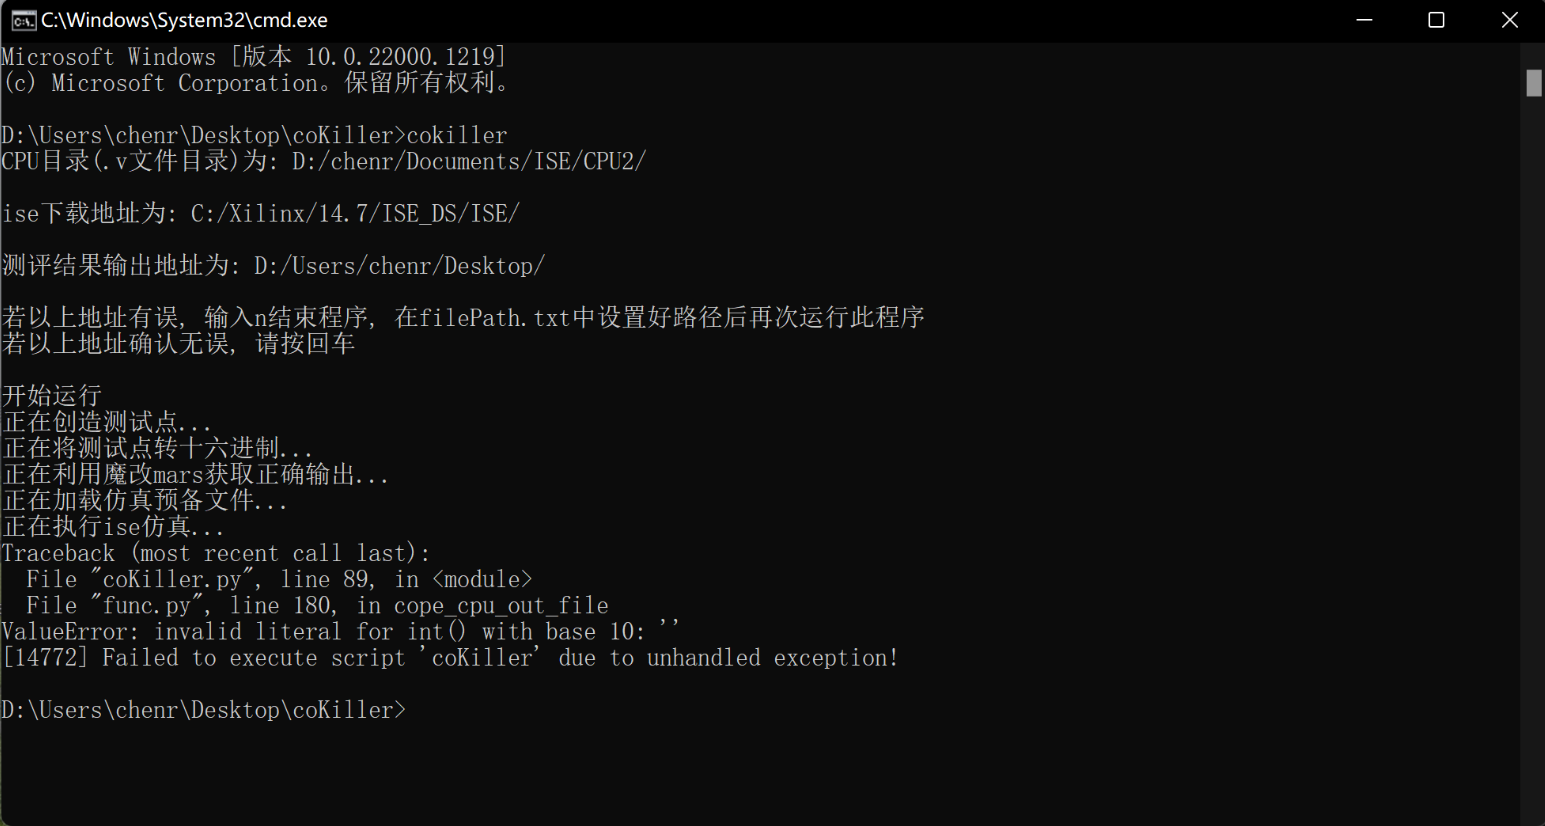 C:\Windows\System32\cmd.exe
Microsoft Windows [版本 10.0.22000.1219]
(c) Microsoft Corporation。保留所有权利。
D:\Users\chenr\Desktop\coKiller>cokiller
CPU目录(.v文件目录)为: D:/chenr/Documents/ISE/CPU2/
ise下载地址为: C:/Xilinx/14.7/ISE_DS/ISE/
测评结果输出地址为: D:/Users/chenr/Desktop/
若以上地址有误, 输入n结束程序, 在filePath.txt中设置好路径后再次运行此程序
若以上地址确认无误, 请按回车
开始运行
正在创造测试点...
正在将测试点转十六进制...
正在利用魔改mars获取正确输出...
正在加载仿真预备文件...
正在执行ise仿真...
Traceback (most recent call last):
  File "coKiller.py", line 89, in <module>
  File "func.py", line 180, in cope_cpu_out_file
ValueError: invalid literal for int() with base 10: ''
[14772] Failed to execute script 'coKiller' due to unhandled exception!
D:\Users\chenr\Desktop\coKiller>